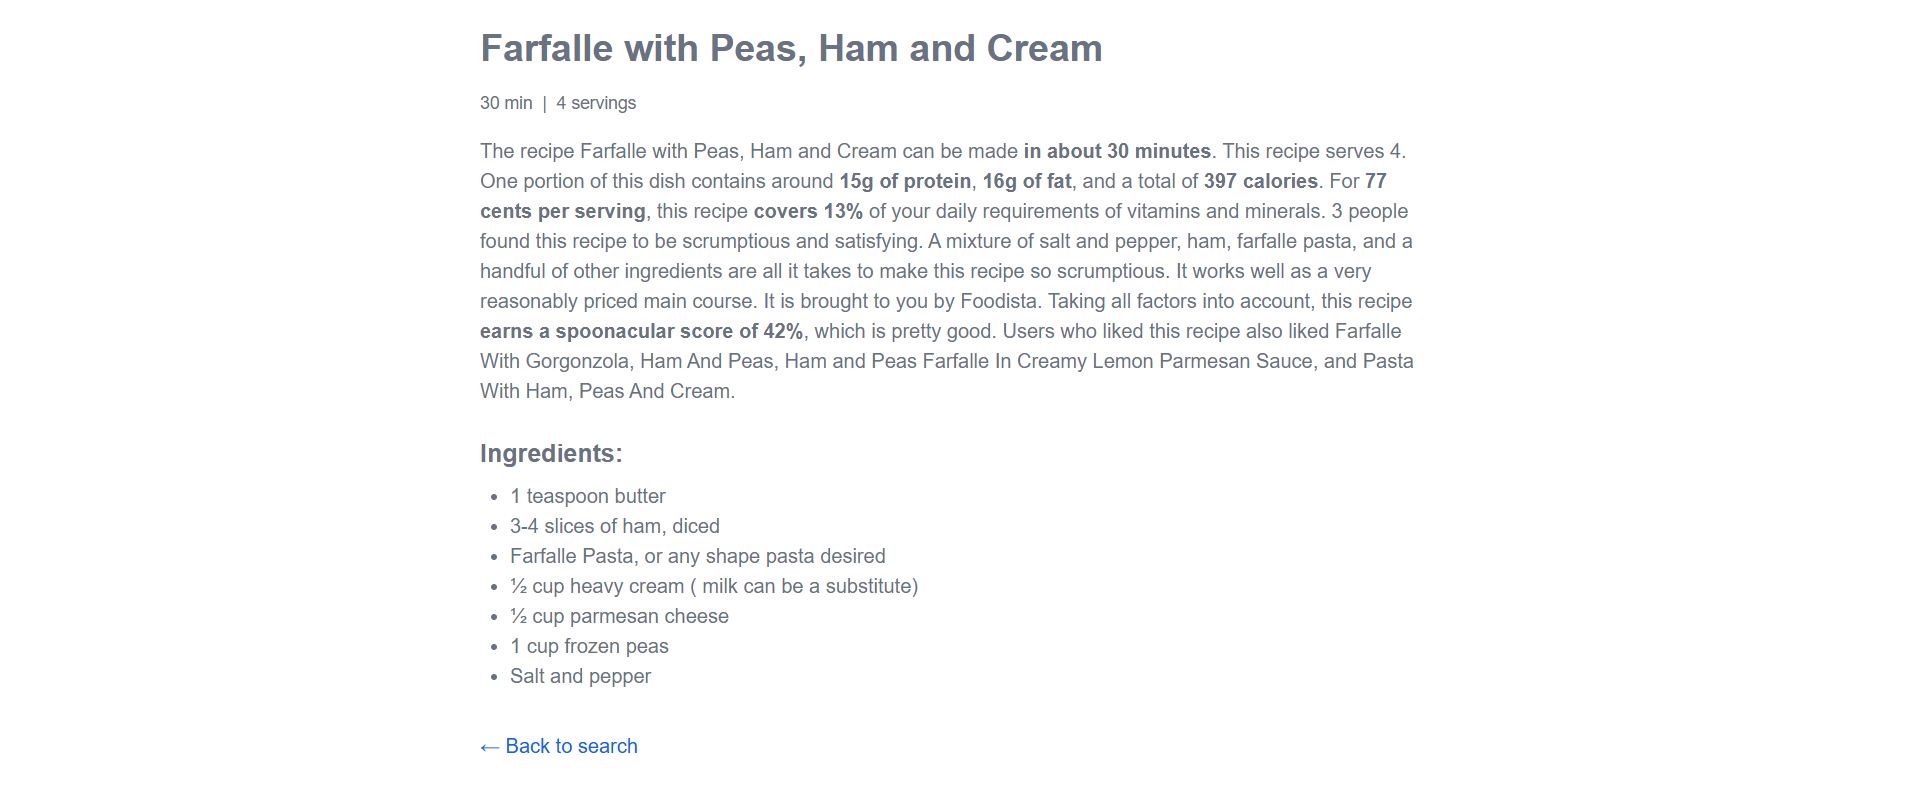 Farfalle with Peas, Ham and Cream
30 min | 4 servings
The recipe Farfalle with Peas, Ham and Cream can be made in about 30 minutes. This recipe serves 4.
One portion of this dish contains around 15g of protein, 16g of fat, and a total of 397 calories. For 77
cents per serving, this recipe covers 13% of your daily requirements of vitamins and minerals. 3 people
found this recipe to be scrumptious and satisfying. A mixture of salt and pepper, ham, farfalle pasta, and a
handful of other ingredients are all it takes to make this recipe so scrumptious. It works well as a very
reasonably priced main course. It is brought to you by Foodista. Taking all factors into account, this recipe
earns a spoonacular score of 42%, which is pretty good. Users who liked this recipe also liked Farfalle
With Gorgonzola, Ham And Peas, Ham and Peas Farfalle In Creamy Lemon Parmesan Sauce, and Pasta
With Ham, Peas And Cream.
Ingredients:
• 1 teaspoon butter
• 3-4 slices of ham, diced
• Farfalle Pasta, or any shape pasta desired
• ½ cup heavy cream ( milk can be a substitute)
• ½ cup parmesan cheese
• 1 cup frozen peas
• Salt and pepper
← Back to search